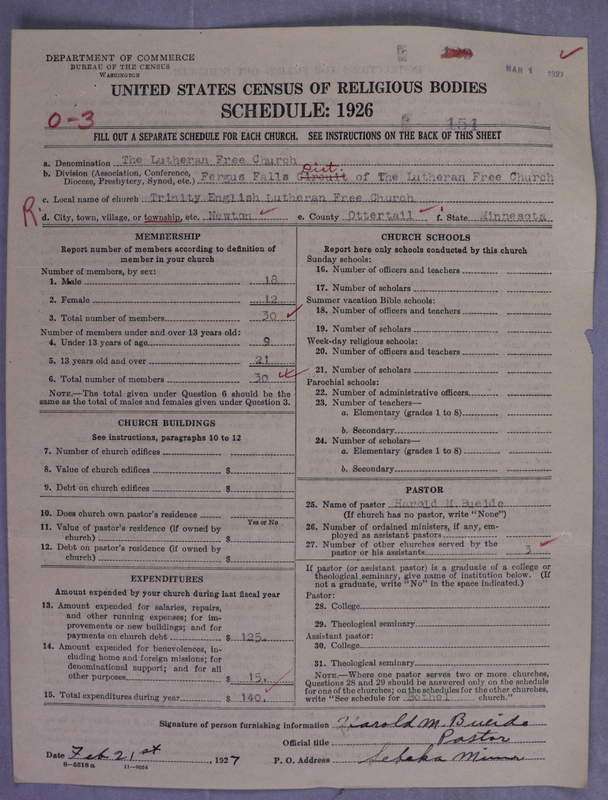 DEPARTMENT OF COMMERCE
BUREAU OF THE CENSUS
WASHINGTON
MAR 1 1927
UNITED STATES CENSUS OF RELIGIOUS BODIES
SCHEDULE: 1926
0-3
154
FILL OUT A SEPARATE SCHEDULE FOR EACH CHURCH. SEE INSTRUCTIONS ON THE BACK OF THIS SHEET
a. Denomination The Lutheran Free Church
Dist.
b. Division (Association, Conference, Diocese, Presbytery, Synod, etc.) Fergus Falls Circuit of The Lutheran Free Church
c. Local name of church Trinity English Lutheran Free Church
R. d. City, town, village, or township, etc. Newton e. County Ottertail f. State Minnesota
MEMBERSHIP
Report number of members according to definition of
member in your church
Number of members, by sex:
1. Male 18
2. Female 12
3. Total number of members 30
Number of members under and over 13 years old:
4. Under 13 years of age 9
5. 13 years old and over 21
6. Total number of members 30
NOTE.—The total given under Question 6 should be
same as the total of males and females given under Question 3.
CHURCH BUILDINGS
See instructions, paragraphs 10 to 12
7. Number of church edifices
8. Value of church edifices $
9. Debt on church edifices $
10. Does church own pastor's residence
Yes or No
11. Value of pastor's residence (if owned by
church) $
12. Debt on pastor's residence (if owned by
church) $
EXPENDITURES
Amount expended by your church during last fiscal year
13. Amount expended for salaries, repairs,
and other running expenses; for im-
provements or new buildings; and for
payments on church debt $ 125.
14. Amount expended for benevolences, in-
cluding home and foreign missions; for
denominational support; and for all
other purposes $ 15.
15. Total expenditures during year $ 140.
CHURCH SCHOOLS
Report here only schools conducted by this church
Sunday schools:
16. Number of officers and teachers
17. Number of scholars
Summer vacation Bible schools:
18. Number of officers and teachers
19. Number of scholars
Week-day religious schools:
20. Number of officers and teachers
21. Number of scholars
Parochial schools:
22. Number of administrative officers
23. Number of teachers—
a. Elementary (grades 1 to 8)
b. Secondary
24. Number of scholars—
a. Elementary (grades 1 to 8)
b. Secondary
PASTOR
25. Name of pastor Harold M Bueide
(If church has no pastor, write "None")
26. Number of ordained ministers, if any, em-
ployed as assistant pastors
27. Number of other churches served by the
pastor or his assistants 3
If pastor (or assistant pastor) is a graduate of a college or
theological seminary, give name of institution below. (If
not a graduate, write "No" in the space indicated.)
Pastor:
28. College
29. Theological seminary
Assistant pastor:
30. College
31. Theological seminary
NOTE.—Where one pastor serves two or more churches,
Questions 28 and 29 should be answered only on the schedule
for one of the churches; on the schedules for the other churches,
write "See schedule for Bethel church."
Signature of person furnishing information Harold M. Bueide
Official title Pastor
Date Feb 21st, 1927 P. O. Address Sebeka Minn
8-5518 a 11-9054